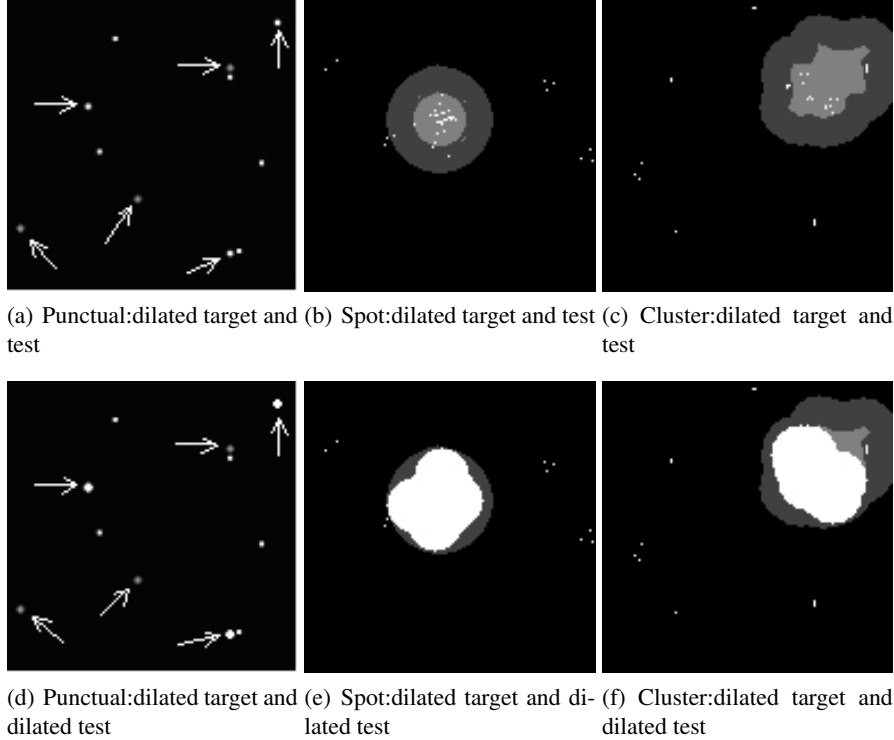 (a) Punctual:dilated target and
test
(b) Spot:dilated target and test
(c) Cluster:dilated target and
test
(d) Punctual:dilated target and
dilated test
(e) Spot:dilated target and di-
lated test
(f) Cluster:dilated target and
dilated test